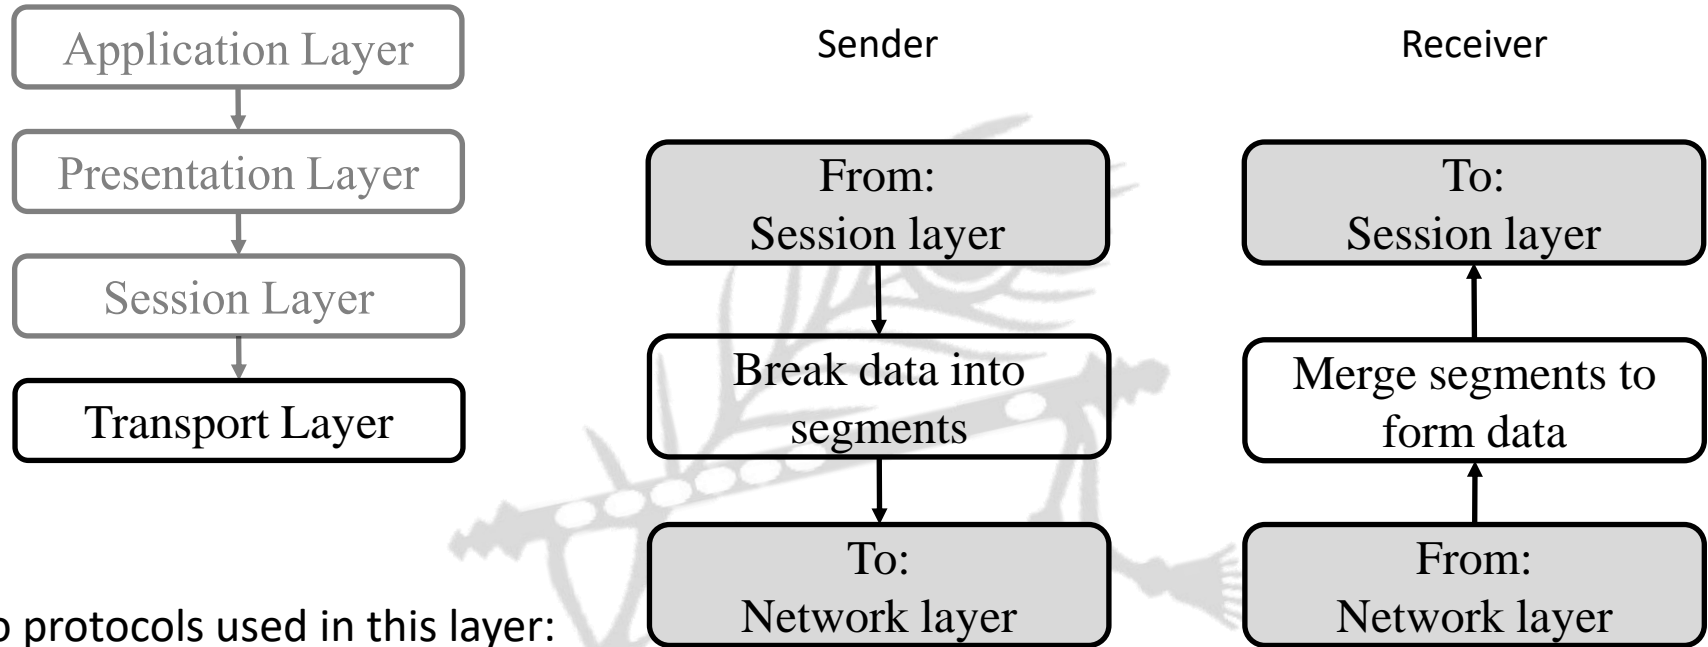 Application Layer
Presentation Layer
Session Layer
Transport Layer
Sender
From:
Session layer
Break data into
segments
To:
Network layer
Receiver
To:
Session layer
Merge segments to
form data
From:
Network layer
protocols used in this layer: